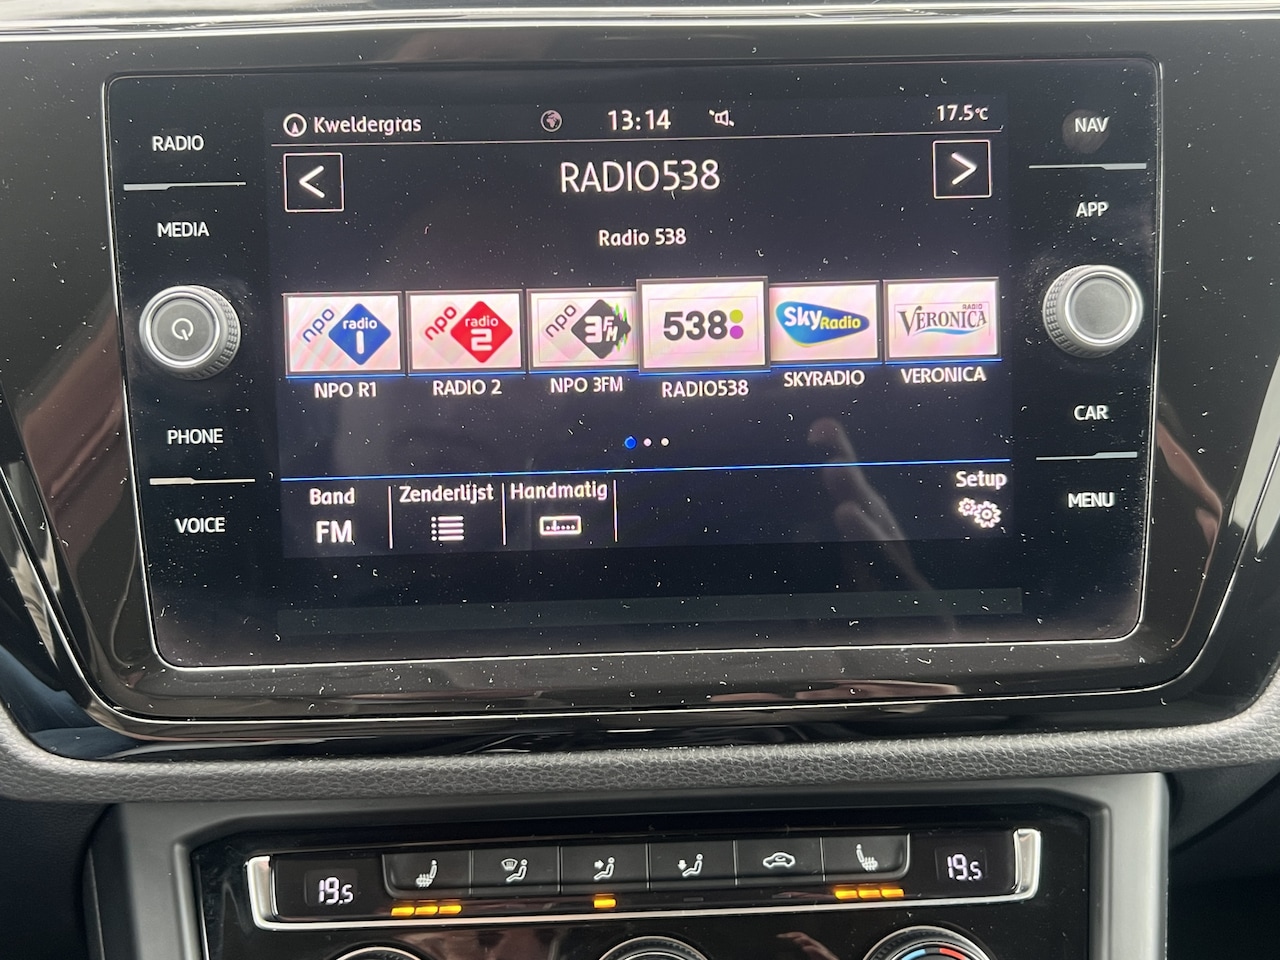 RADIO
MEDIA
PHONE
VOICE
Kweldergras
13:14
17.5°C
<
RADIO538
>
Radio 538
npo radio 1
npo radio 2
npo 3FM
538
Sky Radio
RADIO VERONICA
NPO R1
RADIO 2
NPO 3FM
RADIO538
SKYRADIO
VERONICA
Band
FM
Zenderlijst
Handmatig
Setup
NAV
APP
CAR
MENU
19.5
19.5